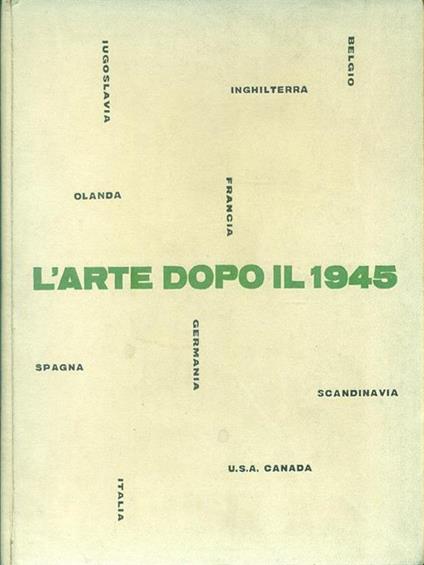 IUGOSLAVIA
BELGIO
INGHILTERRA
OLANDA
FRANCIA
L'ARTE DOPO IL 1945
GERMANIA
SPAGNA
SCANDINAVIA
U.S.A. CANADA
ITALIA